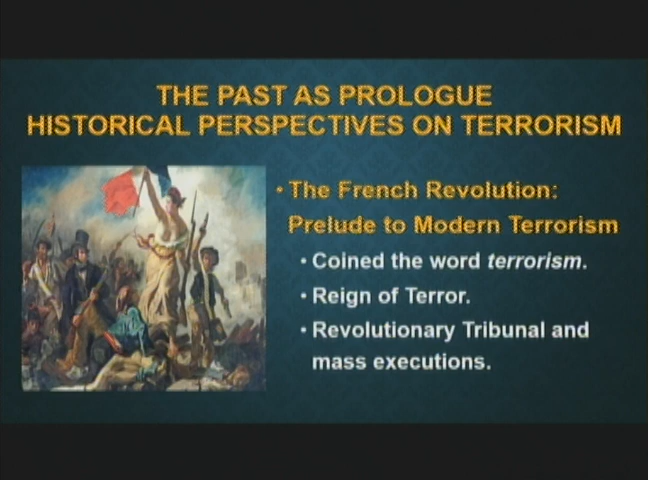 THE PAST AS PROLOGUE
HISTORICAL PERSPECTIVES ON TERRORISM
• The French Revolution:
Prelude to Modern Terrorism
• Coined the word terrorism.
• Reign of Terror.
• Revolutionary Tribunal and
mass executions.